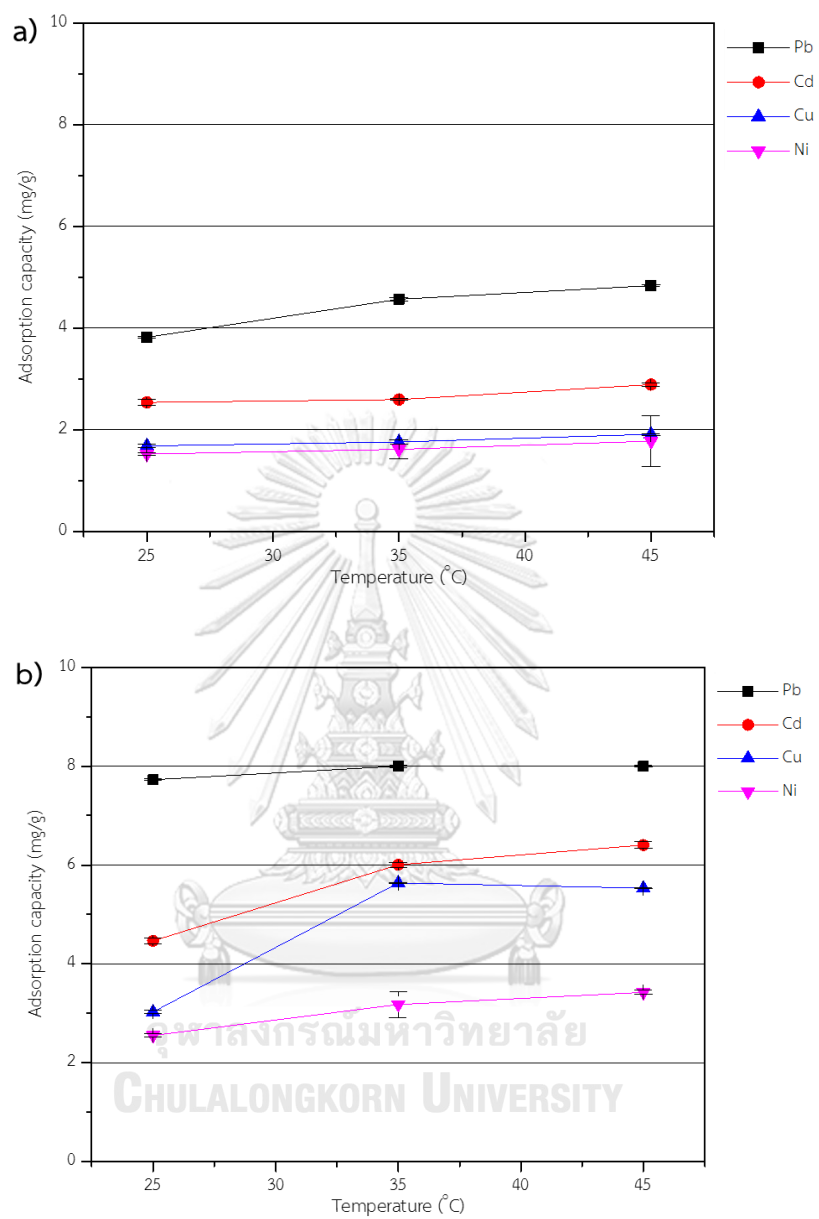 a)
10
8
6
4
2
0
Adsorption capacity (mg/g)
25
30
35
40
45
Temperature (°C)
Pb
Cd
Cu
Ni
b)
10
8
6
4
2
0
Adsorption capacity (mg/g)
25
30
35
40
45
Temperature (°C)
Pb
Cd
Cu
Ni
จุฬาลงกรณ์มหาวิทยาลัย
CHULALONGKORN UNIVERSITY